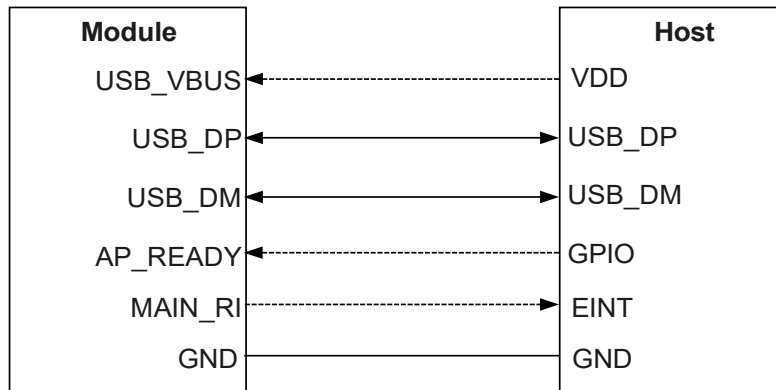 Module Host
USB_VBUS VDD
USB_DP USB_DP
USB_DM USB_DM
AP_READY GPIO
MAIN_RI EINT
GND GND